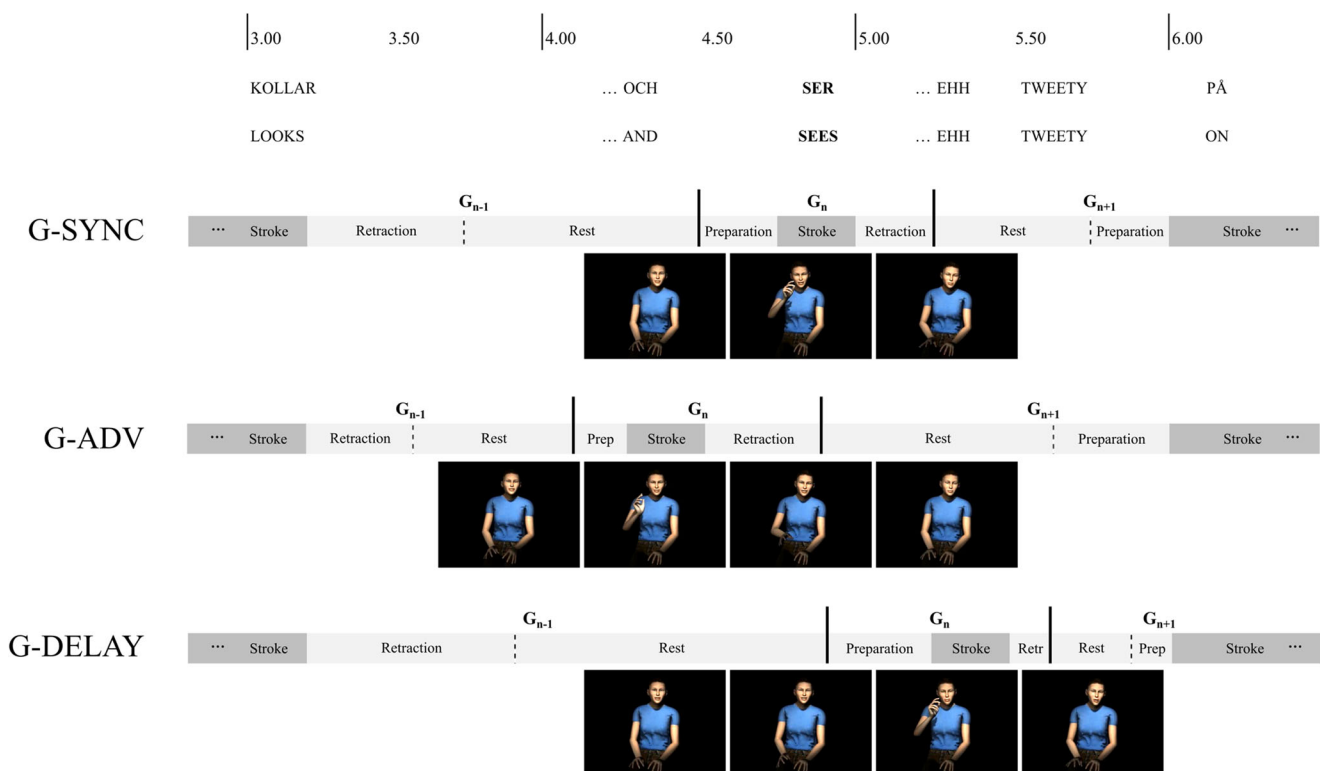 3.00 3.50 4.00 4.50 5.00 5.50 6.00
KOLLAR ... OCH SER ... EHH TWEETY PÅ
LOOKS ... AND SEES ... EHH TWEETY ON
Gn-1 Gn Gn+1
G-SYNC ... Stroke Retraction Rest Preparation Stroke Retraction Rest Preparation Stroke ...
Gn-1 Gn Gn+1
G-ADV ... Stroke Retraction Rest Prep Stroke Retraction Rest Preparation Stroke ...
Gn-1 Gn Gn+1
G-DELAY ... Stroke Retraction Rest Preparation Stroke Retr Rest Prep Stroke ...